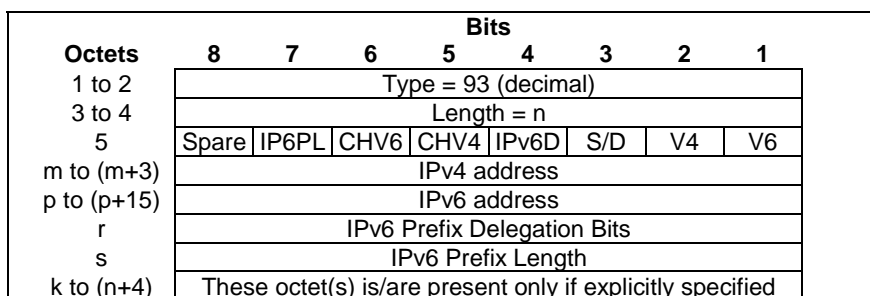 Bits
Octets 8 7 6 5 4 3 2 1
1 to 2 Type = 93 (decimal)
3 to 4 Length = n
5 Spare IP6PL CHV6 CHV4 IPv6D S/D V4 V6
m to (m+3) IPv4 address
p to (p+15) IPv6 address
r IPv6 Prefix Delegation Bits
s IPv6 Prefix Length
k to (n+4) These octet(s) is/are present only if explicitly specified